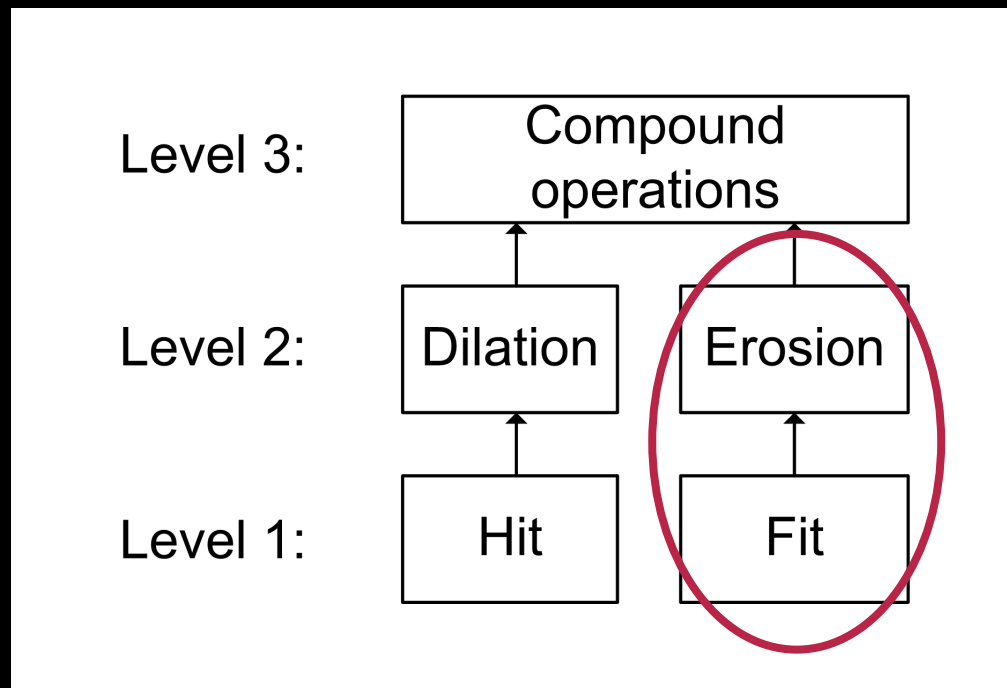 Level 3:
Compound
operations
Level 2:
Dilation
Erosion
Level 1:
Hit
Fit